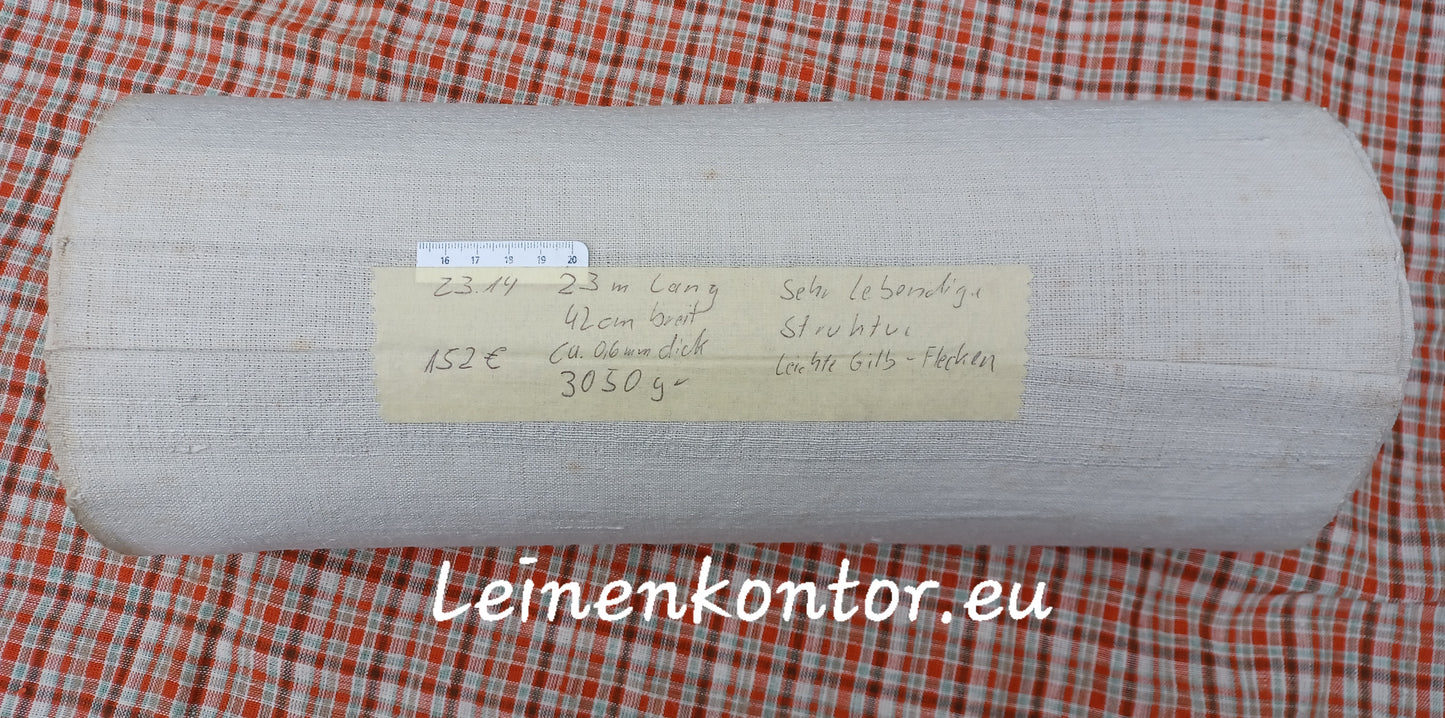 16 17 18 19 20
23.14
152 €
23 m lang
42 cm breit
ca. 0,6 mm dick
3050 gr
Sehr lebendige
Struktur
Leichte Gilb-Flecken
Leinenkontor.eu